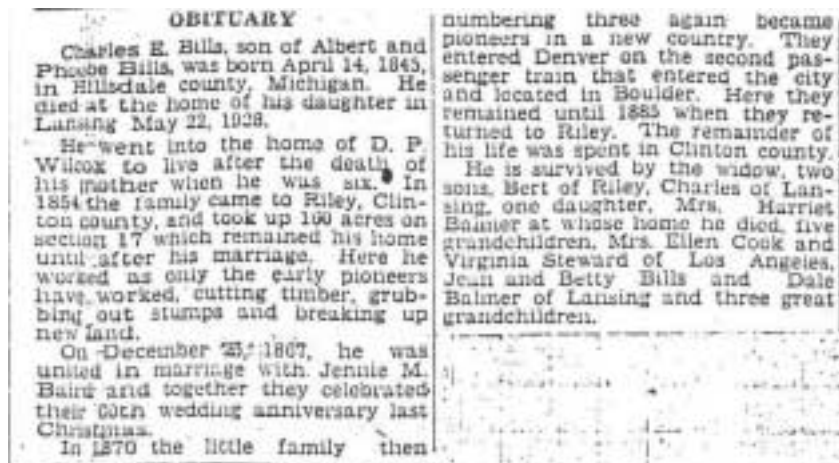 OBITUARY
Charles E. Bills, son of Albert and
Phoebe Bills, was born April 14, 1845,
in Hillsdale county, Michigan. He
died at the home of his daughter in
Lansing May 22, 1928.
He went into the home of D. P.
Wilcox to live after the death of
his mother when he was six. In
1854 the family came to Riley, Clin-
ton county, and took up 160 acres on
section 17 which remained his home
until after his marriage. Here he
worked as only the early pioneers
have worked, cutting timber, grub-
bing out stumps and breaking up
new land.
On December 25, 1867, he was
united in marriage with Jennie M.
Baird and together they celebrated
their 60th wedding anniversary last
Christmas.
In 1870 the little family then
numbering three again became
pioneers in a new country. They
entered Denver on the second pas-
senger train that entered the city
and located in Boulder. Here they
remained until 1885 when they re-
turned to Riley. The remainder of
his life was spent in Clinton county.
He is survived by the widow, two
sons, Bert of Riley, Charles of Lan-
sing, one daughter, Mrs. Harriet
Balmer at whose home he died, five
grandchildren, Mrs. Ellen Cook and
Virginia Steward of Los Angeles,
Jean and Betty Bills and Dale
Balmer of Lansing and three great
grandchildren.